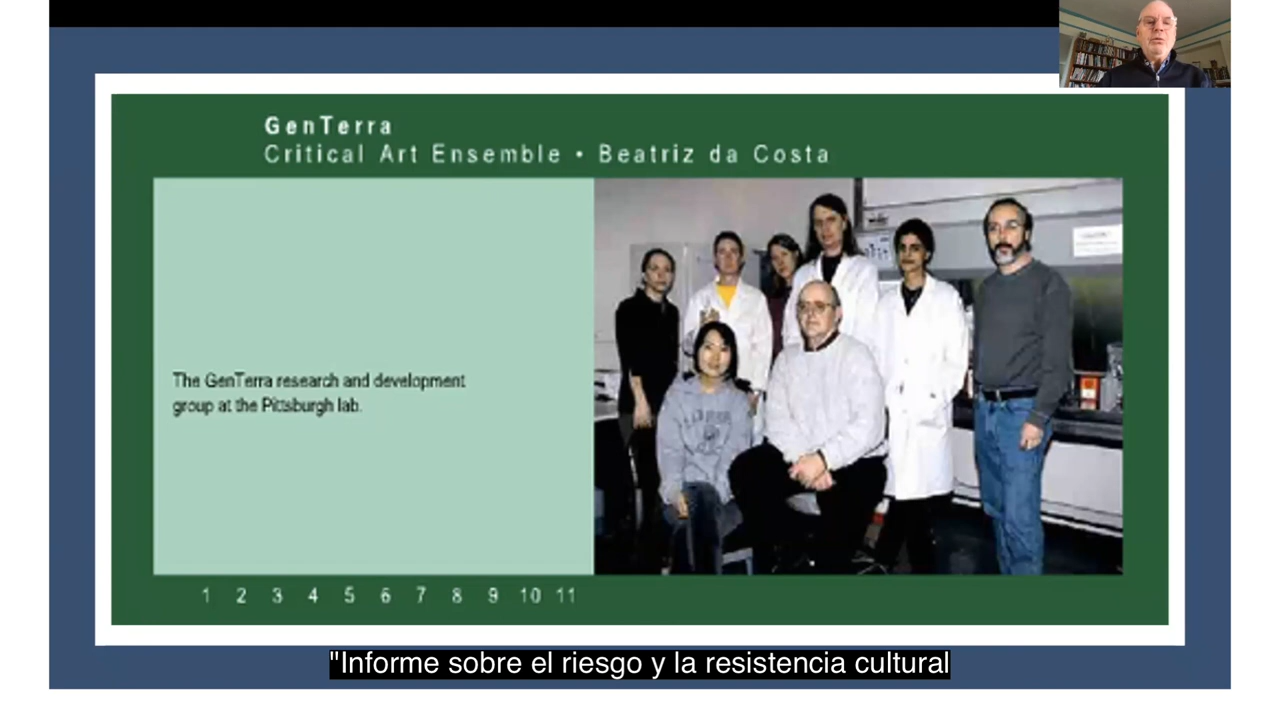 GenTerra
Critical Art Ensemble • Beatriz da Costa
The GenTerra research and development
group at the Pittsburgh lab.
1 2 3 4 5 6 7 8 9 10 11
"Informe sobre el riesgo y la resistencia cultural